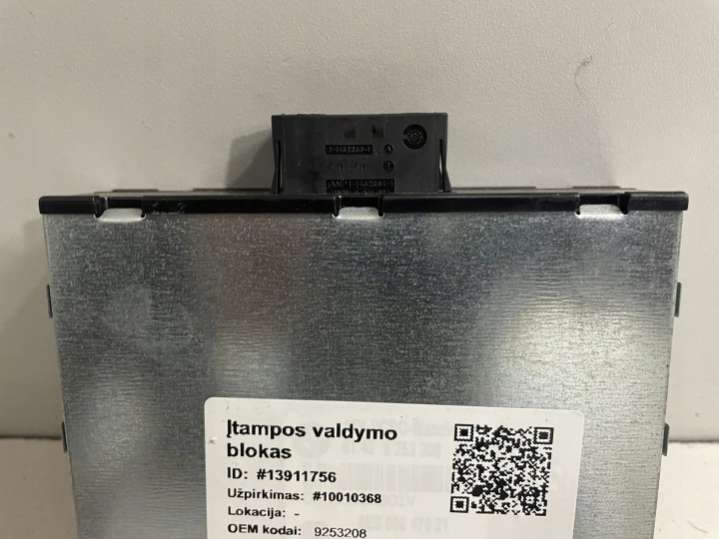 Įtampos valdymo
blokas
ID: #13911756
Užpirkimas: #10010368
Lokacija: -
OEM kodai: 9253208